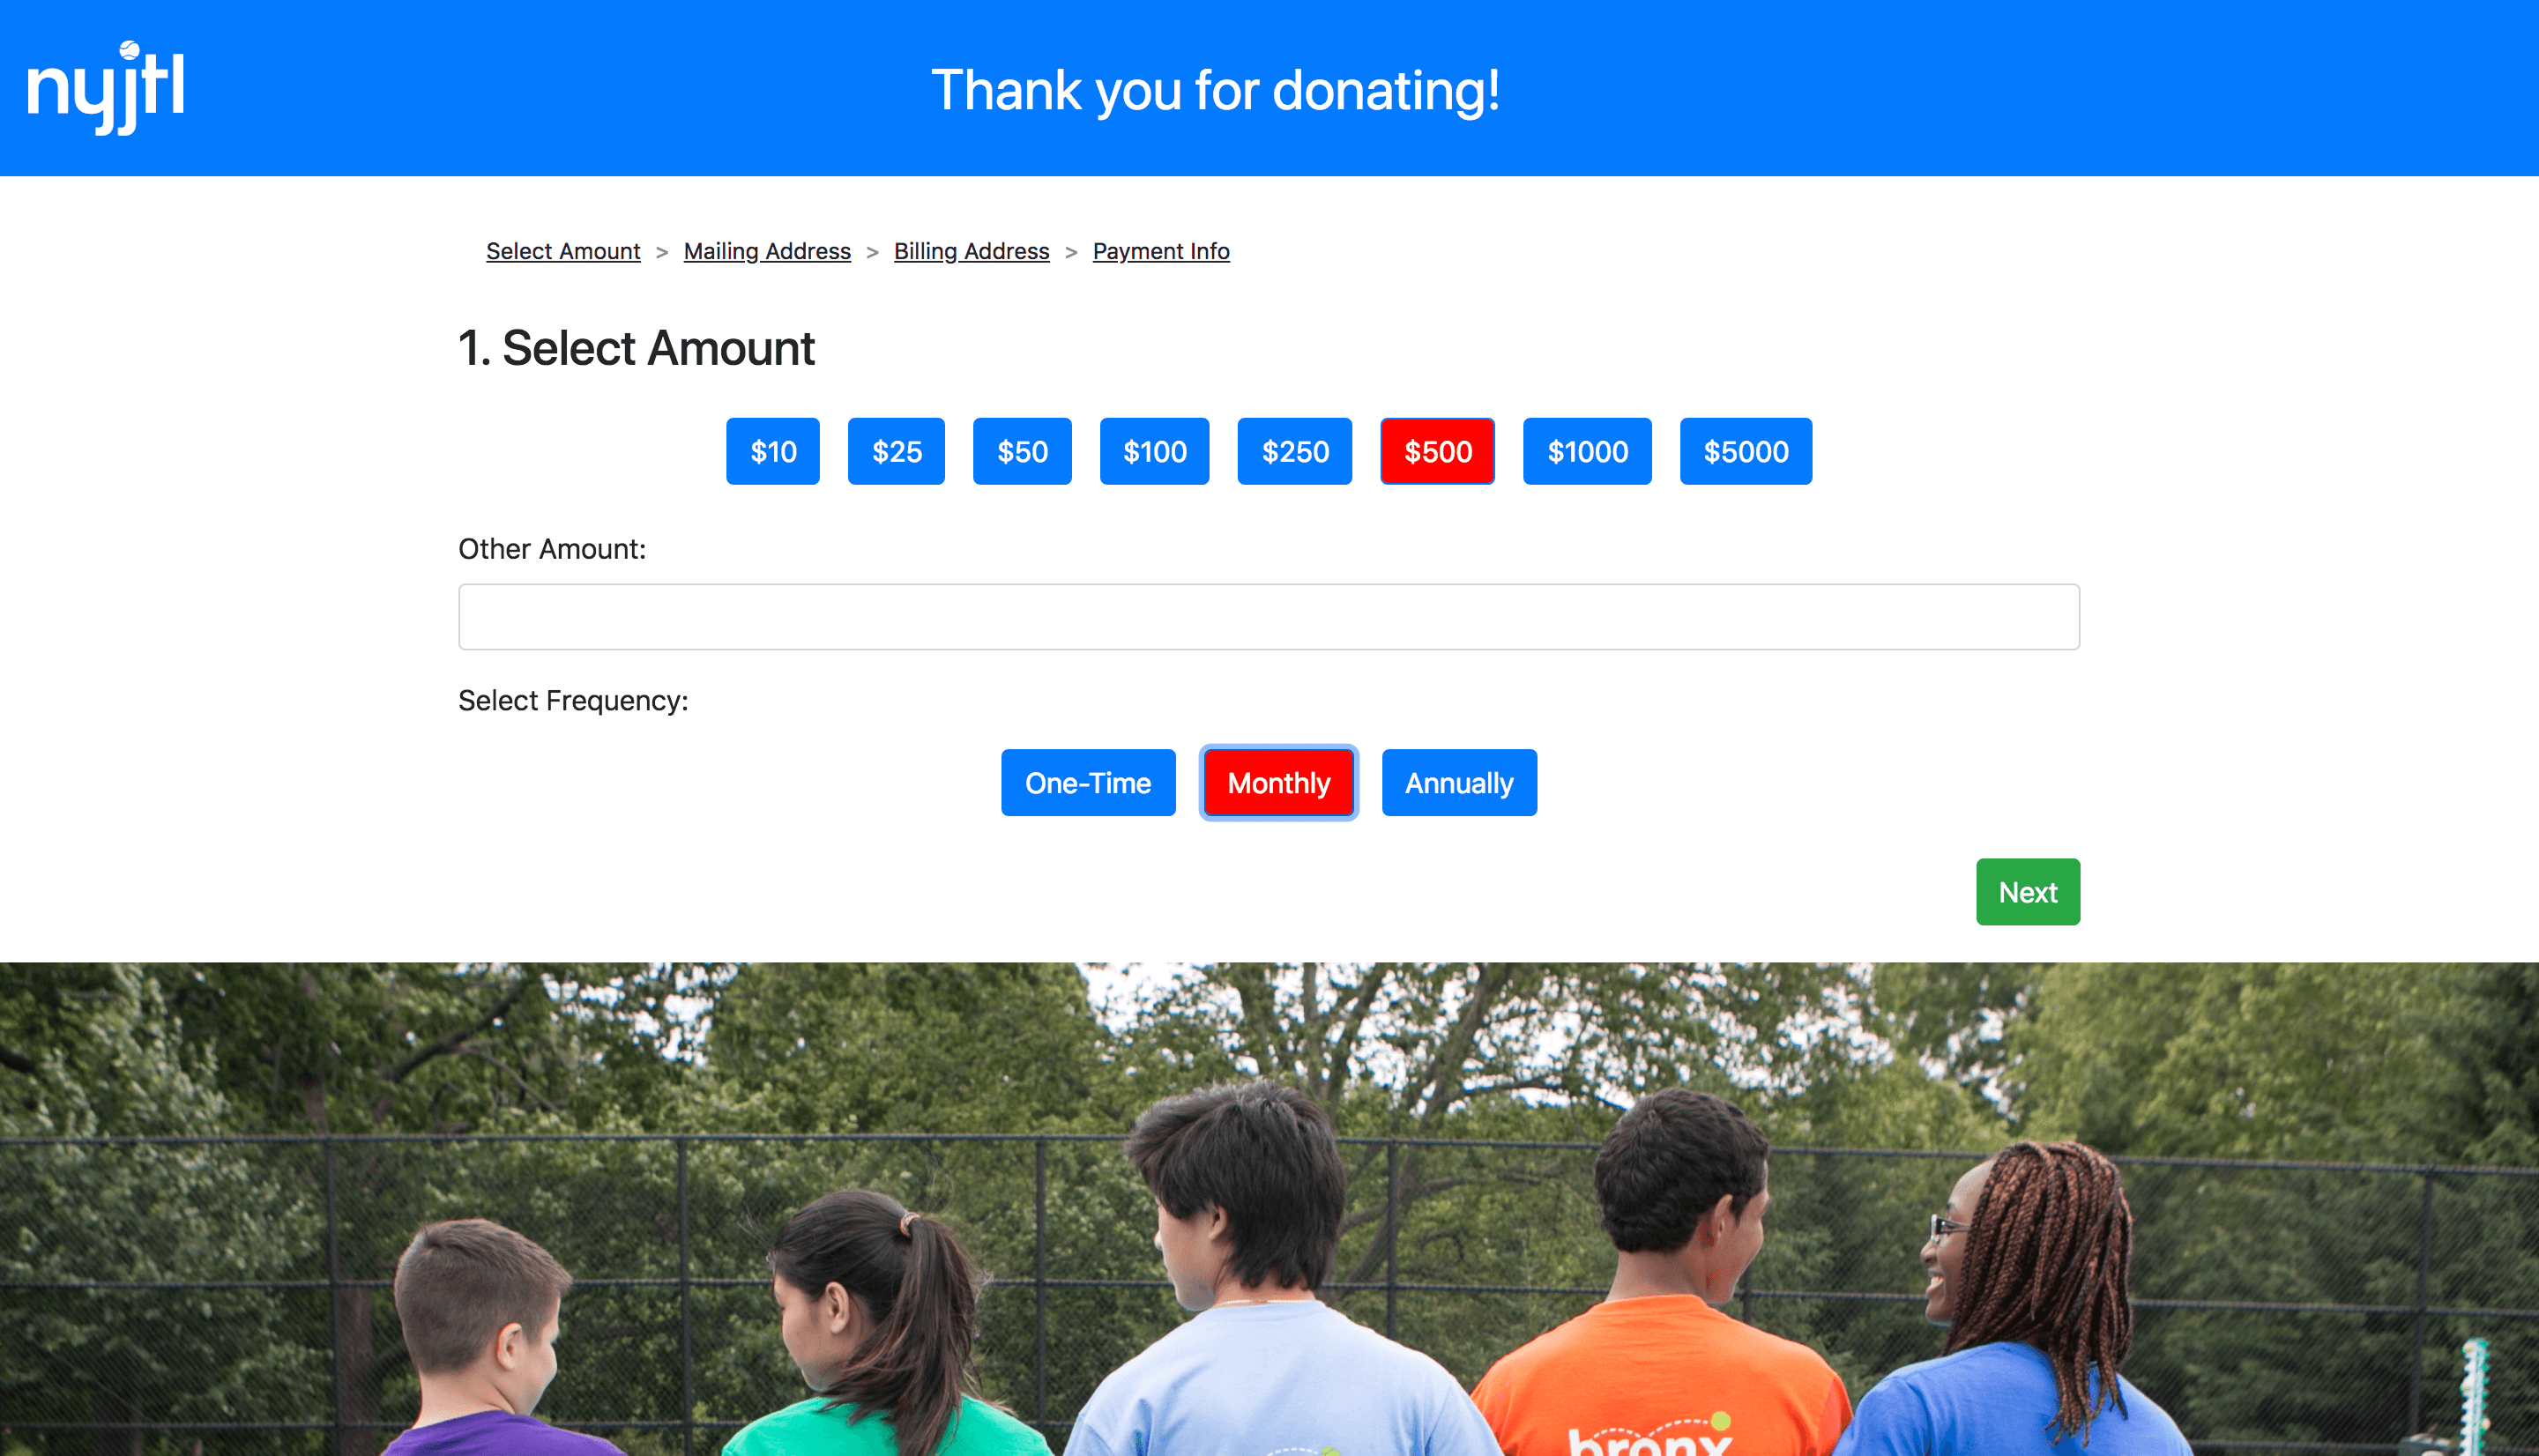 nyjtl
Thank you for donating!
Select Amount > Mailing Address > Billing Address > Payment Info
1. Select Amount
$10 $25 $50 $100 $250 $500 $1000 $5000
Other Amount:
Select Frequency:
One-Time Monthly Annually
Next
bronx